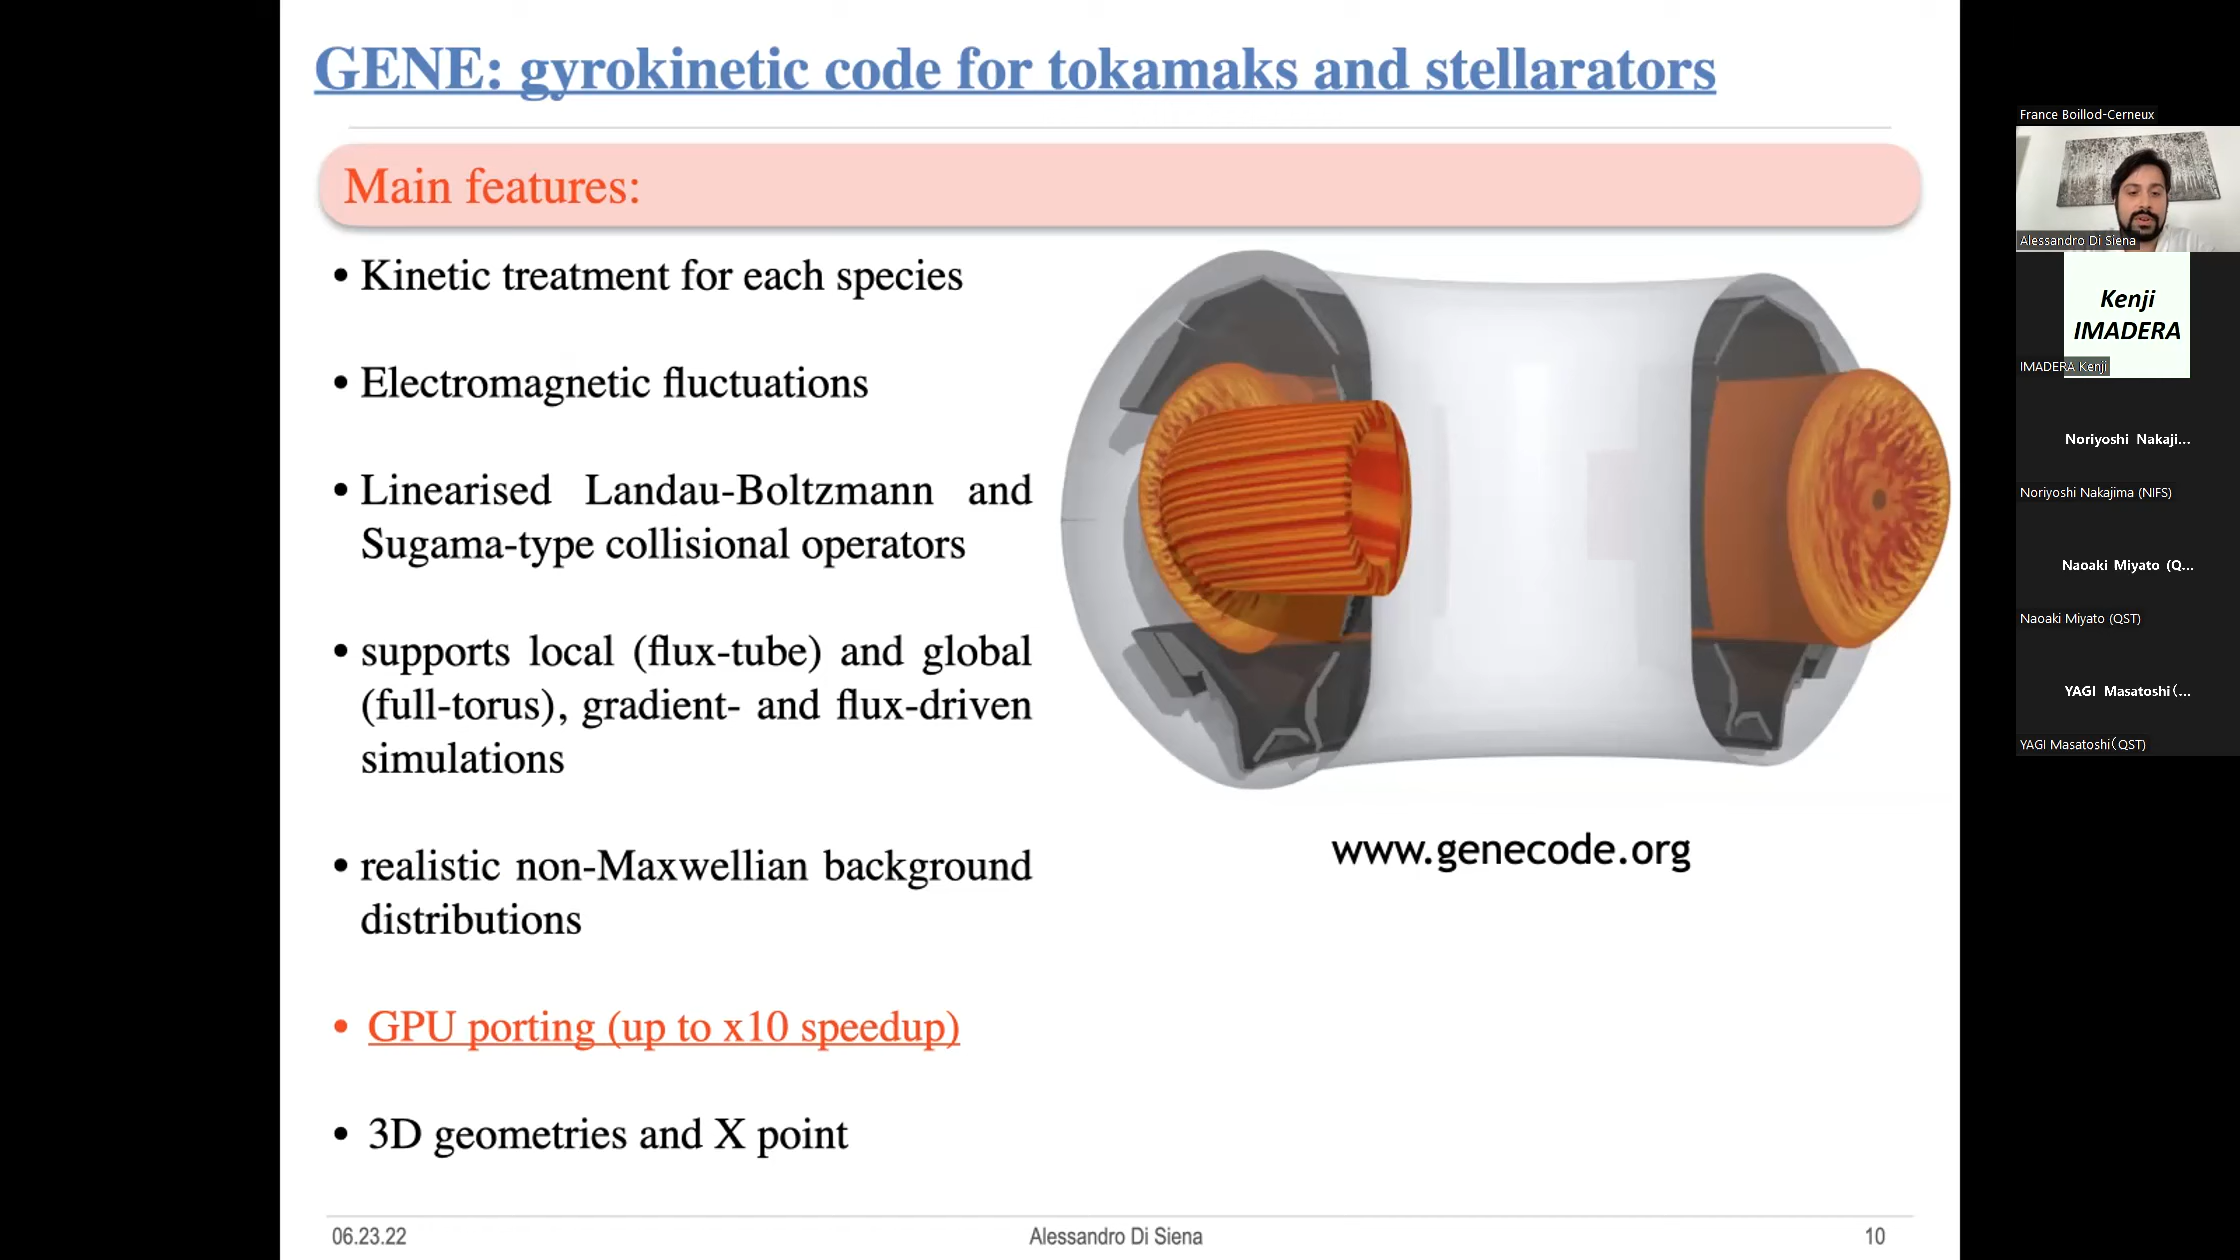 GENE: gyrokinetic code for tokamaks and stellarators
Main features:
• Kinetic treatment for each species
• Electromagnetic fluctuations
• Linearised Landau-Boltzmann and
Sugama-type collisional operators
• supports local (flux-tube) and global
(full-torus), gradient- and flux-driven
simulations
• realistic non-Maxwellian background
distributions
• GPU porting (up to x10 speedup)
• 3D geometries and X point
www.genecode.org
06.23.22
Alessandro Di Siena
10
France Boillod-Cerneux
Alessandro Di Siena
Kenji
IMADERA
IMADERA Kenji
Noriyoshi Nakaji...
Noriyoshi Nakajima (NIFS)
Naoaki Miyato (Q...
Naoaki Miyato (QST)
YAGI Masatoshi(...
YAGI Masatoshi(QST)